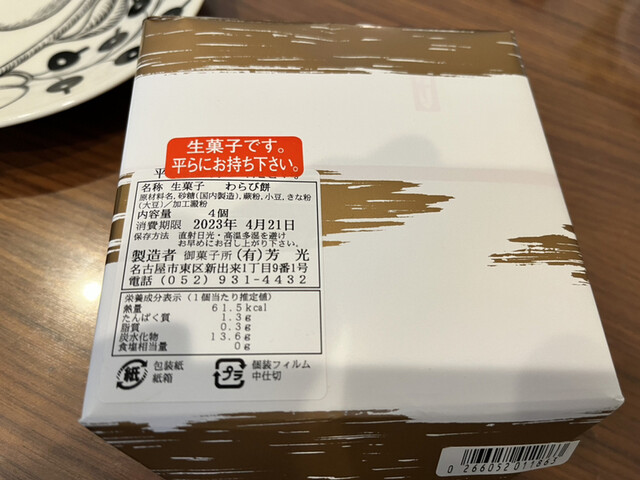 生菓子です。
平らにお持ち下さい。
名称 生菓子 わらび餅
原材料名、砂糖(国内製造)、蕨粉、小豆、きな粉
(大豆)/加工澱粉
内容量 4個
消費期限 2023年 4月21日
保存方法 直射日光・高温多湿を避け
お早めにお召し上がり下さい。
製造者 御菓子所 (有)芳 光
名古屋市東区新出来1丁目9番1号
電話 (052) 931-4432
栄養成分表示(1個当たり推定値)
熱量 61.5kcal
たんぱく質 1.3g
脂質 0.3g
炭水化物 13.6g
食塩相当量 0g
紙 包装紙
紙箱
プラ 個装フィルム
中仕切
0 266052 011863